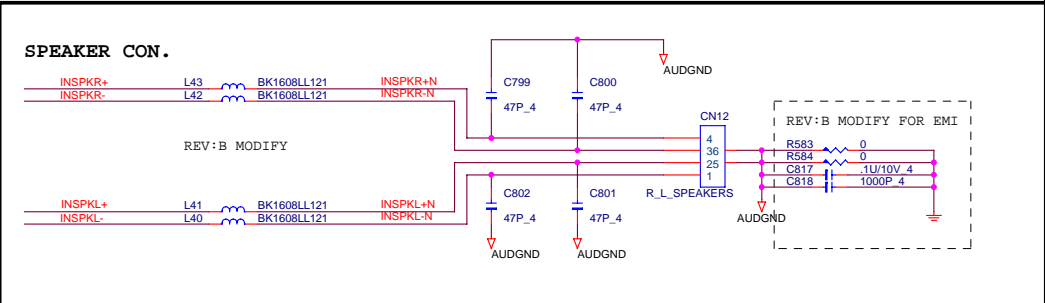 SPEAKER CON.
AUDGND
INSPKR+ L43 BK1608LL121 INSPKR+N C799 C800
INSPKR- L42 BK1608LL121 INSPKR-N
47P_4 47P_4
CN12
REV:B MODIFY FOR EMI
REV:B MODIFY
4
36
25
1
R583 0
R584 0
C817 .1U/10V_4
C818 1000P_4
R_L_SPEAKERS
C802 C801
INSPKL+ L41 BK1608LL121 INSPKL+N
INSPKL- L40 BK1608LL121 INSPKL-N
47P_4 47P_4
AUDGND
AUDGND AUDGND